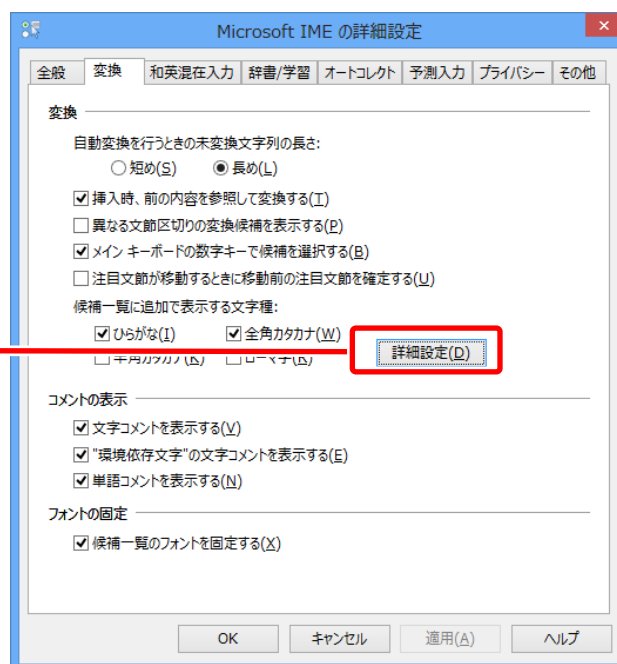 Microsoft IME の詳細設定
全般 変換 和英混在入力 辞書/学習 オートコレクト 予測入力 プライバシー その他
変換
自動変換を行うときの未変換文字列の長さ:
短め(S) 長め(L)
挿入時、前の内容を参照して変換する(T)
異なる文節区切りの変換候補を表示する(P)
メイン キーボードの数字キーで候補を選択する(B)
注目文節が移動するときに移動前の注目文節を確定する(U)
候補一覧に追加で表示する文字種:
ひらがな(I) 全角カタカナ(W)
詳細設定(D)
半角カタカナ(K) ローマ字(R)
コメントの表示
文字コメントを表示する(V)
"環境依存文字"の文字コメントを表示する(E)
単語コメントを表示する(N)
フォントの固定
候補一覧のフォントを固定する(X)
OK キャンセル 適用(A) ヘルプ